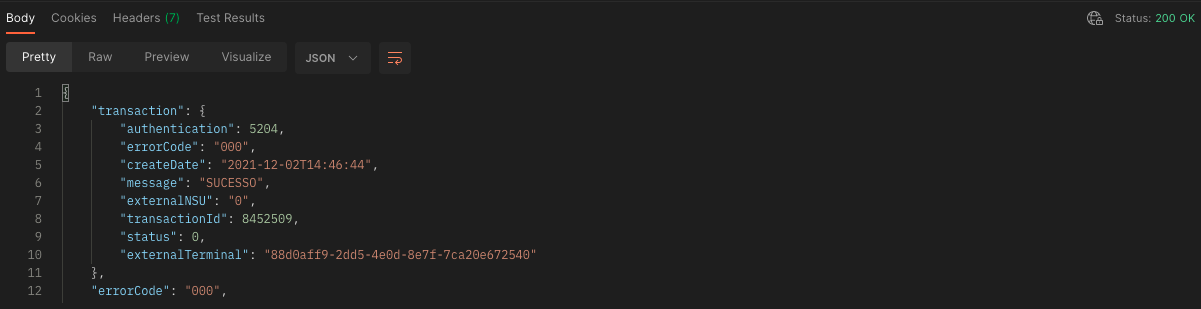 Body Cookies Headers (7) Test Results Status: 200 OK
Pretty Raw Preview Visualize JSON
1 {
2 "transaction": {
3 "authentication": 5204,
4 "errorCode": "000",
5 "createDate": "2021-12-02T14:46:44",
6 "message": "SUCESSO",
7 "externalNSU": "0",
8 "transactionId": 8452509,
9 "status": 0,
10 "externalTerminal": "88d0aff9-2dd5-4e0d-8e7f-7ca20e672540"
11 },
12 "errorCode": "000",